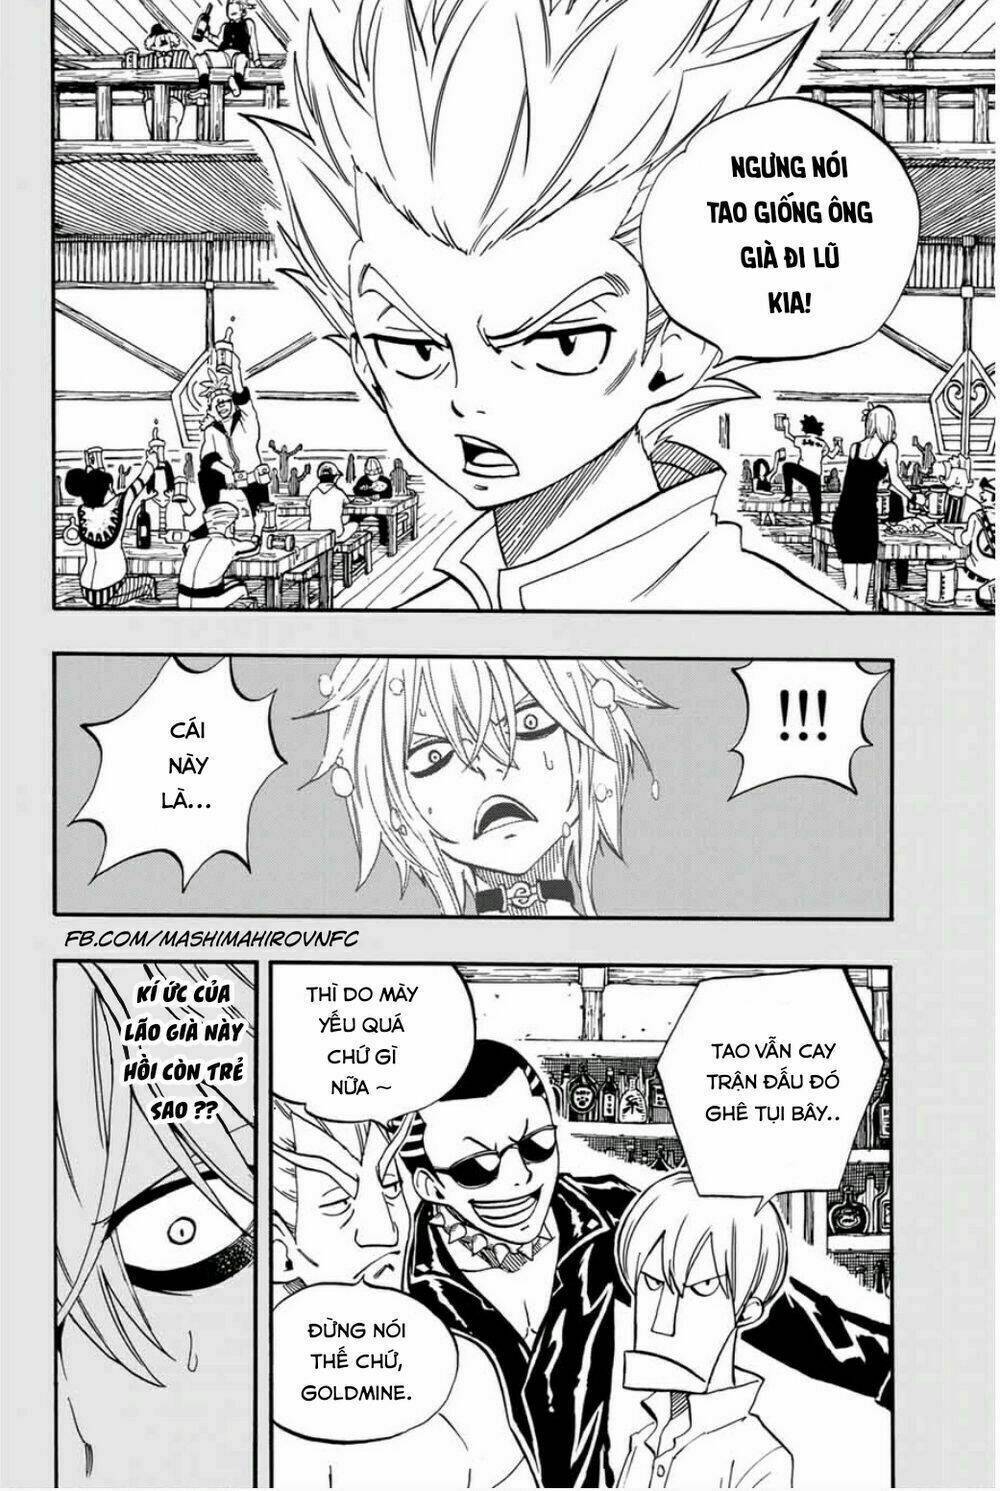 NGƯNG NÓI
TAO GIỐNG ÔNG
GIÀ ĐI LŨ
KIA!
CÁI
NÀY
LÀ...
!!!
FB.COM/MASHIMAHIROVNFC
KÍ ỨC CỦA
LÃO GIÀ NÀY
HỒI CÒN TRẺ
SAO ??
THÌ DO MÀY
YẾU QUÁ
CHỨ GÌ
NỮA ~
TAO VẪN CAY
TRẬN ĐẤU ĐÓ
GHÊ TỤI BÂY..
ĐỪNG NÓI
THẾ CHỨ,
GOLDMINE.